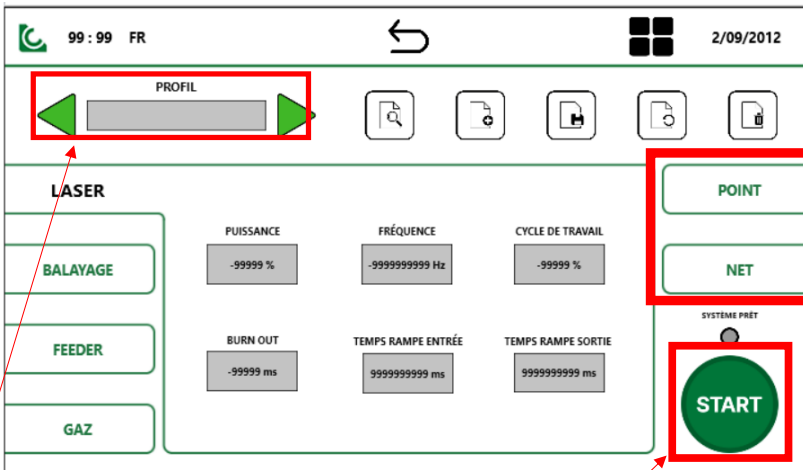 99 : 99 FR 2/09/2012
PROFIL
LASER
POINT
PUISSANCE FRÉQUENCE CYCLE DE TRAVAIL
-99999 % -9999999999 Hz -99999 %
BALAYAGE
NET
SYSTÈME PRÊT
BURN OUT TEMPS RAMPE ENTRÉE TEMPS RAMPE SORTIE
FEEDER
-99999 ms 9999999999 ms 9999999999 ms
START
GAZ